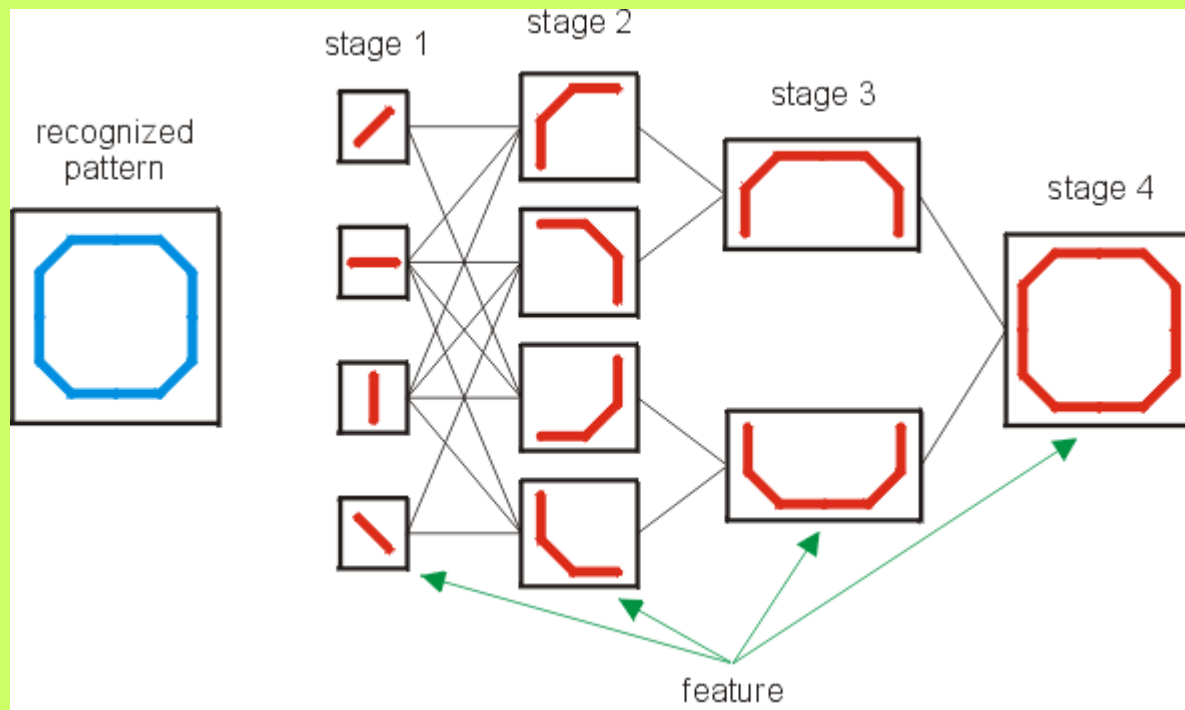 recognized
pattern
stage 1
stage 2
stage 3
stage 4
feature